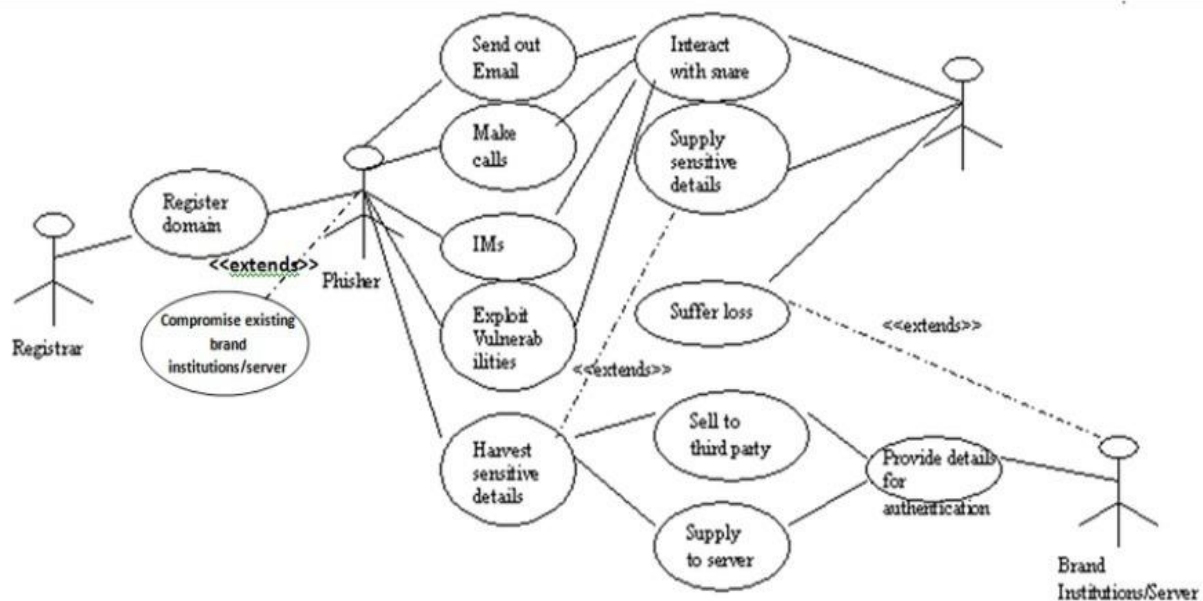 Send out
Email
Interact
with snare
Make
calls
Supply
sensitive
details
Register
domain
IMs
<<extends>>
Phisher
Compromise existing
brand
institutions/server
Exploit
Vulnerab
ilities
Suffer loss
<<extends>>
Registrar
<<extends>>
Sell to
third party
Harvest
sensitive
details
Provide details
for
authentication
Supply
to server
Brand
Institutions/Server